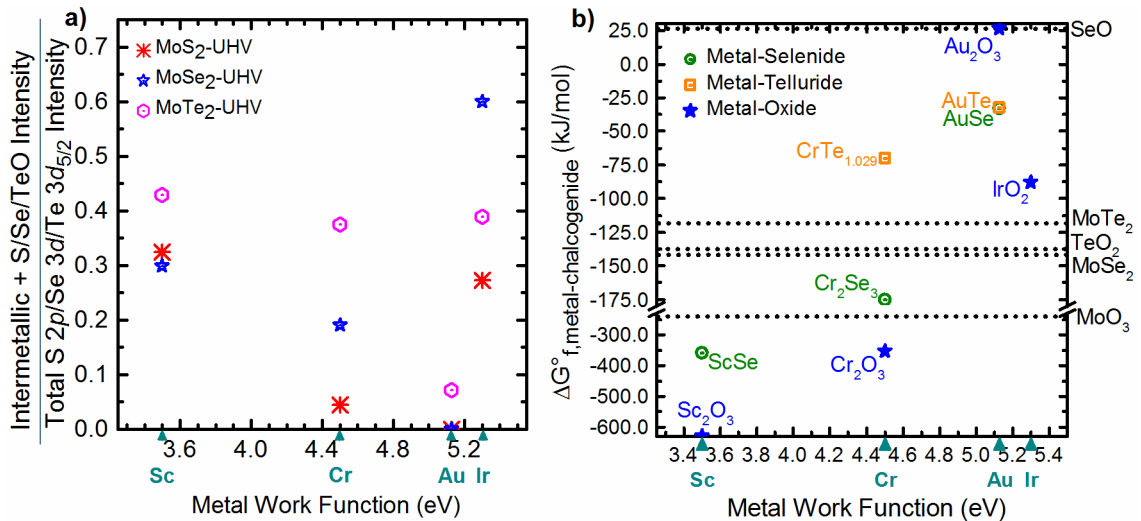 a)
Intermetallic + S/Se/TeO Intensity
Total S 2p/Se 3d/Te 3d5/2 Intensity
0.7
0.6
0.5
0.4
0.3
0.2
0.1
0.0
MoS2-UHV
MoSe2-UHV
MoTe2-UHV
3.6 4.0 4.4 4.8 5.2
Sc Cr Au Ir
Metal Work Function (eV)
b)
ΔG°f,metal-chalcogenide (kJ/mol)
25.0
0.0
-25.0
-50.0
-75.0
-100.0
-125.0
-150.0
-175.0
-300.0
-400.0
-500.0
-600.0
Metal-Selenide
Metal-Telluride
Metal-Oxide
SeO
Au2O3
AuTe
AuSe
CrTe1.029
IrO2
MoTe2
TeO2
MoSe2
Cr2Se3
MoO3
ScSe
Cr2O3
Sc2O3
3.4 3.6 3.8 4.0 4.2 4.4 4.6 4.8 5.0 5.2 5.4
Sc Cr Au Ir
Metal Work Function (eV)